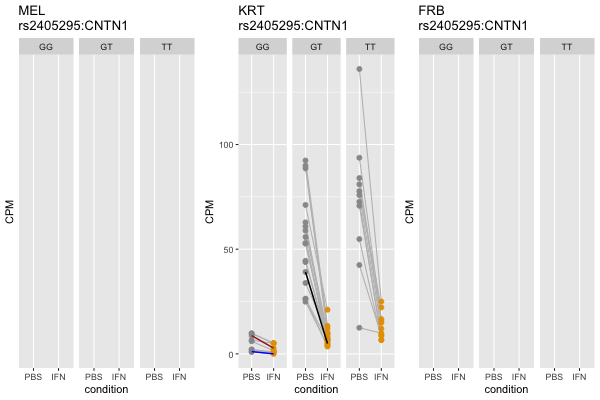 MEL
rs2405295:CNTN1
GG GT TT
CPM
PBS IFN PBS IFN PBS IFN
condition
KRT
rs2405295:CNTN1
GG GT TT
100
50
0
CPM
PBS IFN PBS IFN PBS IFN
condition
FRB
rs2405295:CNTN1
GG GT TT
CPM
PBS IFN PBS IFN PBS IFN
condition